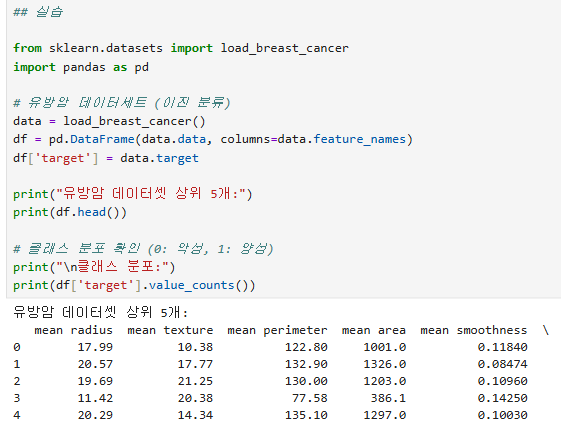 ## 실습
from sklearn.datasets import load_breast_cancer
import pandas as pd
# 유방암 데이터세트 (이진 분류)
data = load_breast_cancer()
df = pd.DataFrame(data.data, columns=data.feature_names)
df['target'] = data.target
print("유방암 데이터셋 상위 5개:")
print(df.head())
# 클래스 분포 확인 (0: 악성, 1: 양성)
print("\n클래스 분포:")
print(df['target'].value_counts())
유방암 데이터셋 상위 5개:
mean radius mean texture mean perimeter mean area mean smoothness \
0 17.99 10.38 122.80 1001.0 0.11840
1 20.57 17.77 132.90 1326.0 0.08474
2 19.69 21.25 130.00 1203.0 0.10960
3 11.42 20.38 77.58 386.1 0.14250
4 20.29 14.34 135.10 1297.0 0.10030